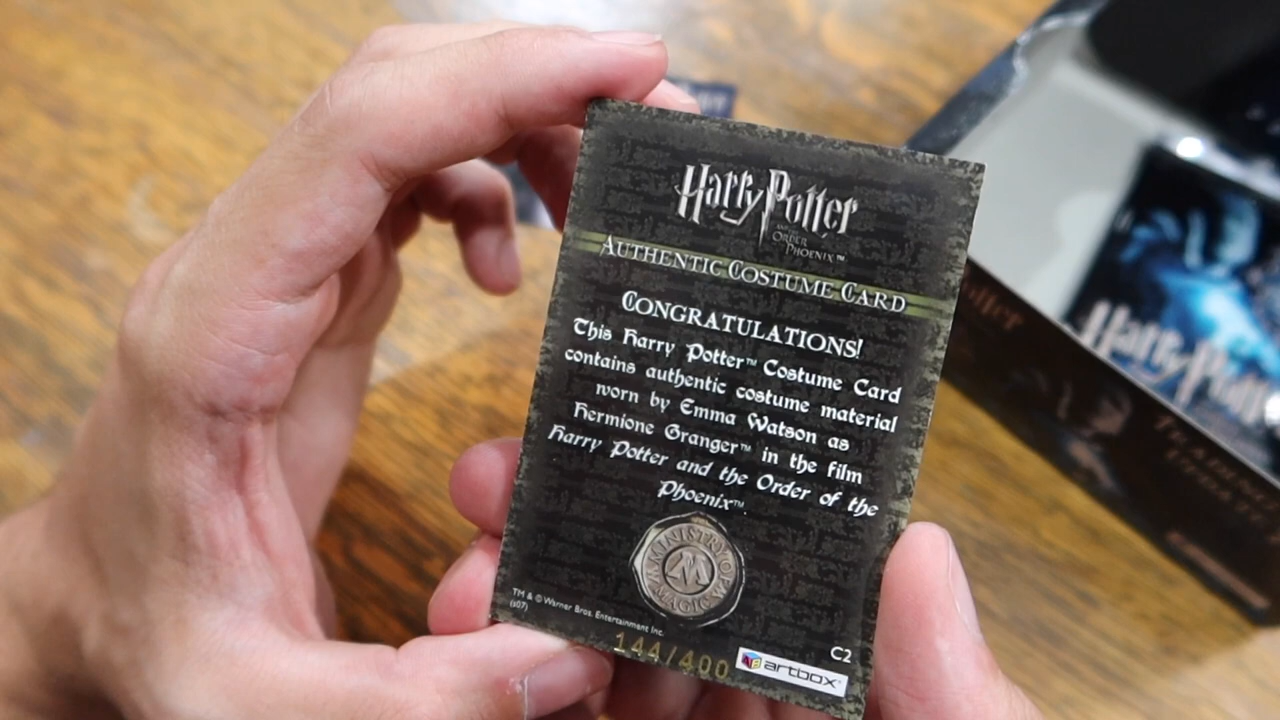 Harry Potter
AND THE
ORDER
PHOENIX™
AUTHENTIC COSTUME CARD
CONGRATULATIONS!
This Harry Potter™ Costume Card
contains authentic costume material
worn by Emma Watson as
Hermione Granger™ in the film
Harry Potter and the Order of the
Phoenix™.
MINISTRY OF
MAGIC
TM & © Warner Bros. Entertainment Inc.
(s07)
144/400
artbox
C2
Harry Potter